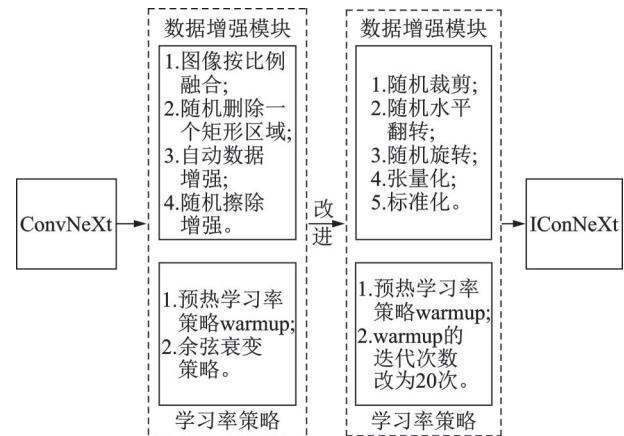 ConvNeXt
数据增强模块
1.图像按比例
融合;
2.随机删除一
个矩形区域;
3.自动数据
增强;
4.随机擦除
增强。
1.预热学习率
策略warmup;
2.余弦衰变
策略。
学习率策略
改
进
数据增强模块
1.随机裁剪;
2.随机水平
翻转;
3.随机旋转;
4.张量化;
5.标准化。
1.预热学习率
策略warmup;
2.warmup的
迭代次数
改为20次。
学习率策略
IConNeXt